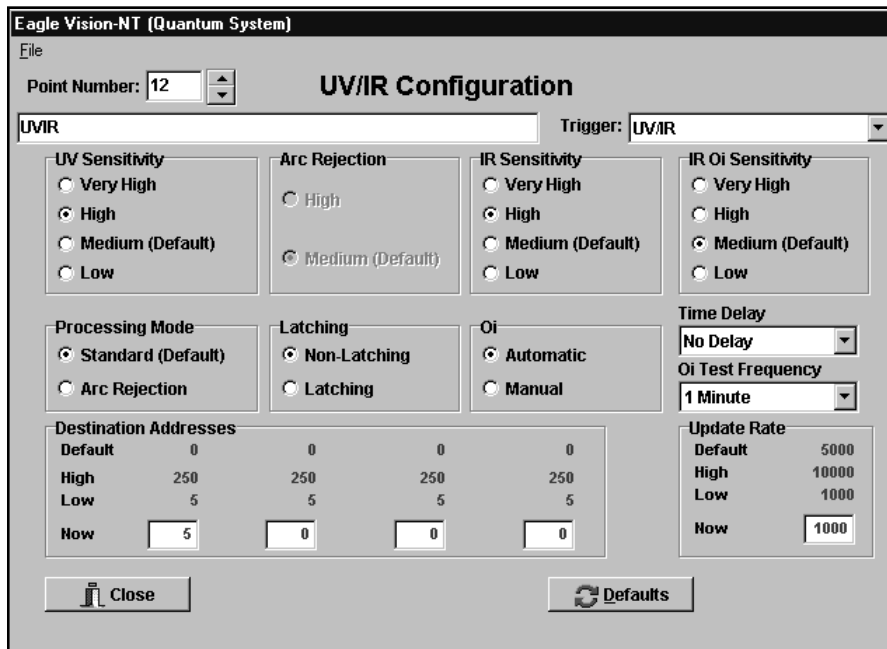 Eagle Vision-NT (Quantum System)
File
Point Number: 12
UV/IR Configuration
UV/IR
Trigger: UV/IR
UV Sensitivity
Very High
High
Medium (Default)
Low
Arc Rejection
High
Medium (Default)
IR Sensitivity
Very High
High
Medium (Default)
Low
IR Oi Sensitivity
Very High
High
Medium (Default)
Low
Processing Mode
Standard (Default)
Arc Rejection
Latching
Non-Latching
Latching
Oi
Automatic
Manual
Time Delay
No Delay
Oi Test Frequency
1 Minute
Destination Addresses
Default 0 0 0 0
High 250 250 250 250
Low 5 5 5 5
Now 5 0 0 0
Update Rate
Default 5000
High 10000
Low 1000
Now 1000
Close
Defaults